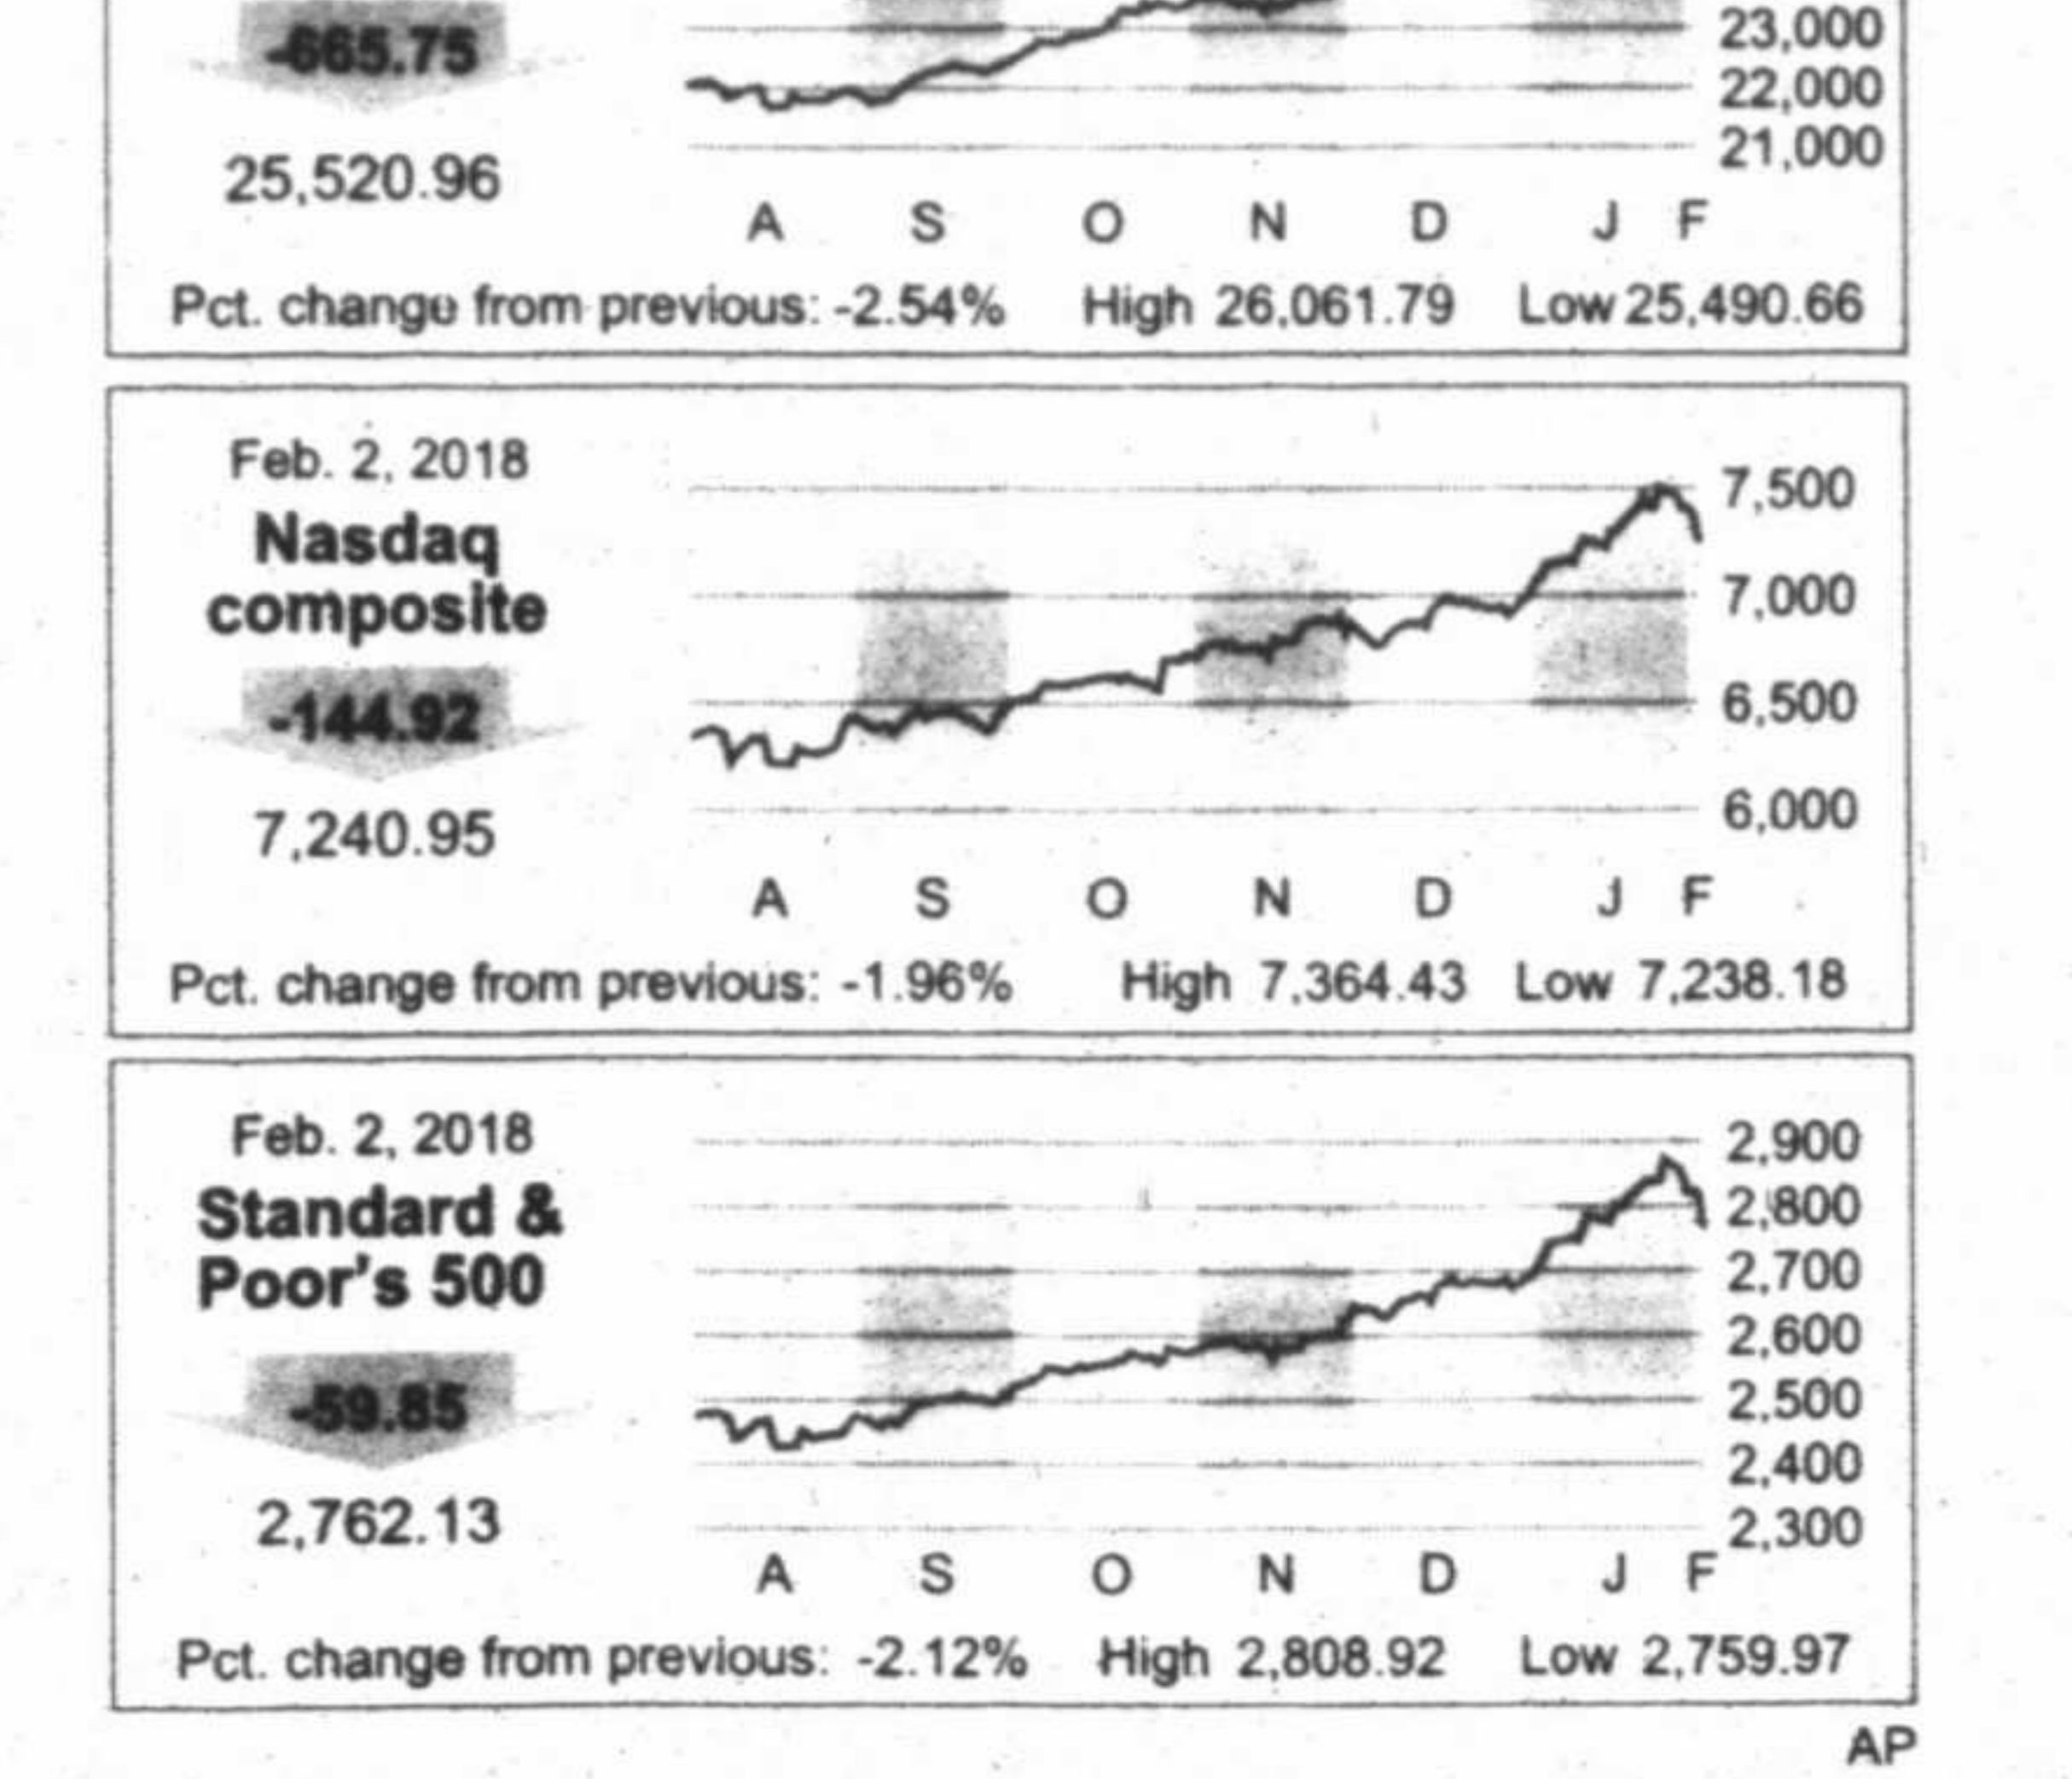 -665.75
25,520.96
23,000
22,000
21,000
A S O N D J F
Pct. change from previous: -2.54% High 26,061.79 Low 25,490.66
Feb. 2, 2018
Nasdaq
composite
-144.92
7,240.95
7,500
7,000
6,500
6,000
A S O N D J F
Pct. change from previous: -1.96% High 7,364.43 Low 7,238.18
Feb. 2, 2018
Standard &
Poor's 500
-59.85
2,762.13
2,900
2,800
2,700
2,600
2,500
2,400
2,300
A S O N D J F
Pct. change from previous: -2.12% High 2,808.92 Low 2,759.97
AP